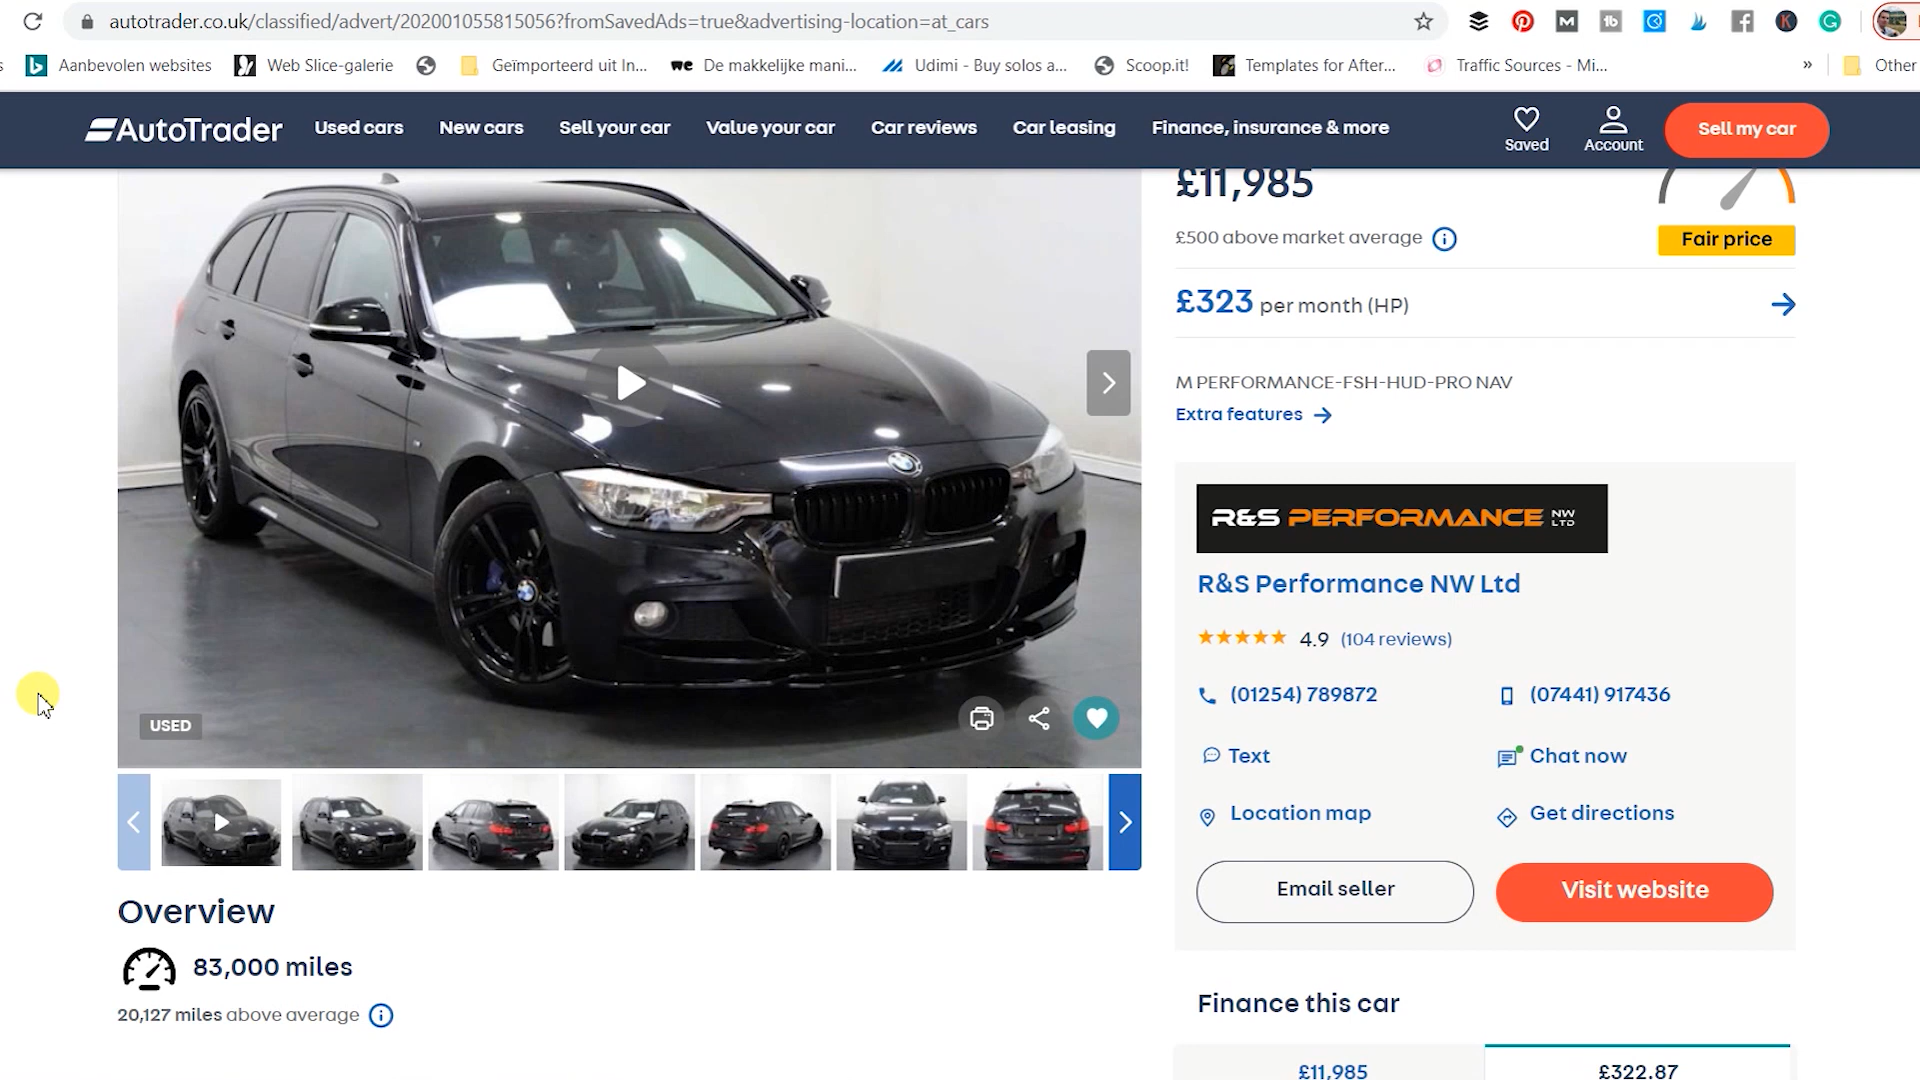 autotrader.co.uk/classified/advert/202001055815056?fromSavedAds=true&advertising-location=at_cars
s Aanbevolen websites Web Slice-galerie Geïmporteerd uit In... De makkelijke mani... Udimi - Buy solos a... Scoop.it! Templates for After... Traffic Sources - Mi... » Other
AutoTrader Used cars New cars Sell your car Value your car Car reviews Car leasing Finance, insurance & more Saved Account Sell my car
£11,985
£500 above market average
Fair price
£323 per month (HP)
M PERFORMANCE-FSH-HUD-PRO NAV
Extra features
R&S PERFORMANCE NW LTD
R&S Performance NW Ltd
4.9 (104 reviews)
(01254) 789872 (07441) 917436
Text Chat now
Location map Get directions
Email seller Visit website
USED
Overview
83,000 miles
20,127 miles above average
Finance this car
£11,985 £322.87